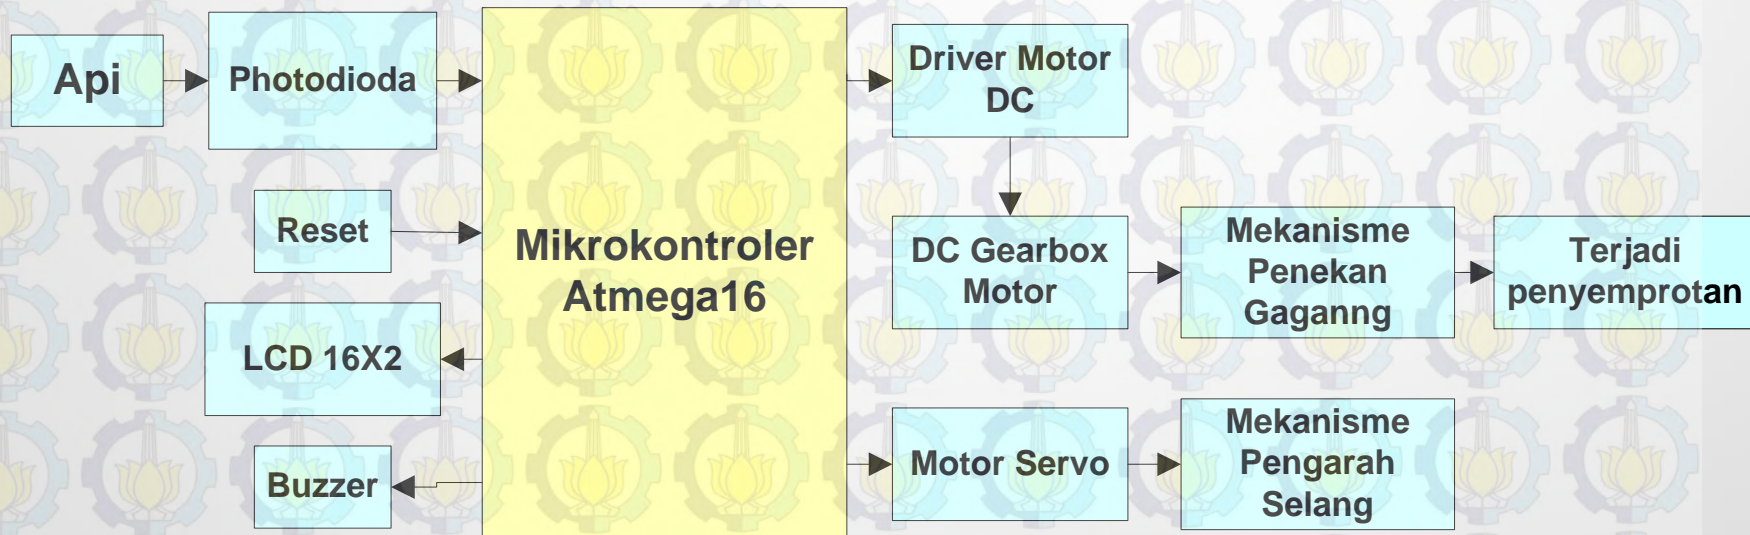 Api
Photodioda
Reset
LCD 16X2
Buzzer
Mikrokontroler
Atmega16
Driver Motor
DC
DC Gearbox
Motor
Mekanisme
Penekan
Gaganng
Terjadi
penyemprotan
Motor Servo
Mekanisme
Pengarah
Selang